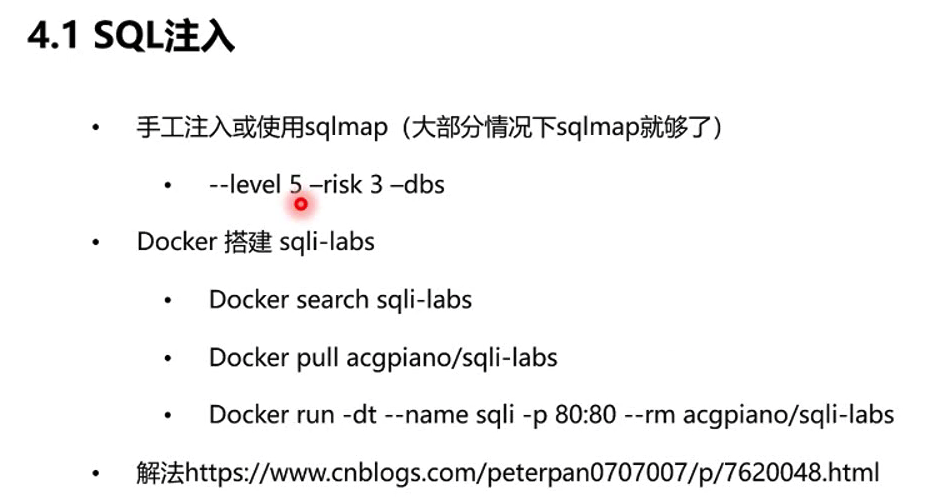 4.1 SQL注入
• 手工注入或使用sqlmap（大部分情况下sqlmap就够了）
• --level 5 –risk 3 –dbs
• Docker 搭建 sqli-labs
• Docker search sqli-labs
• Docker pull acgpiano/sqli-labs
• Docker run -dt --name sqli -p 80:80 --rm acgpiano/sqli-labs
• 解法https://www.cnblogs.com/peterpan0707007/p/7620048.html